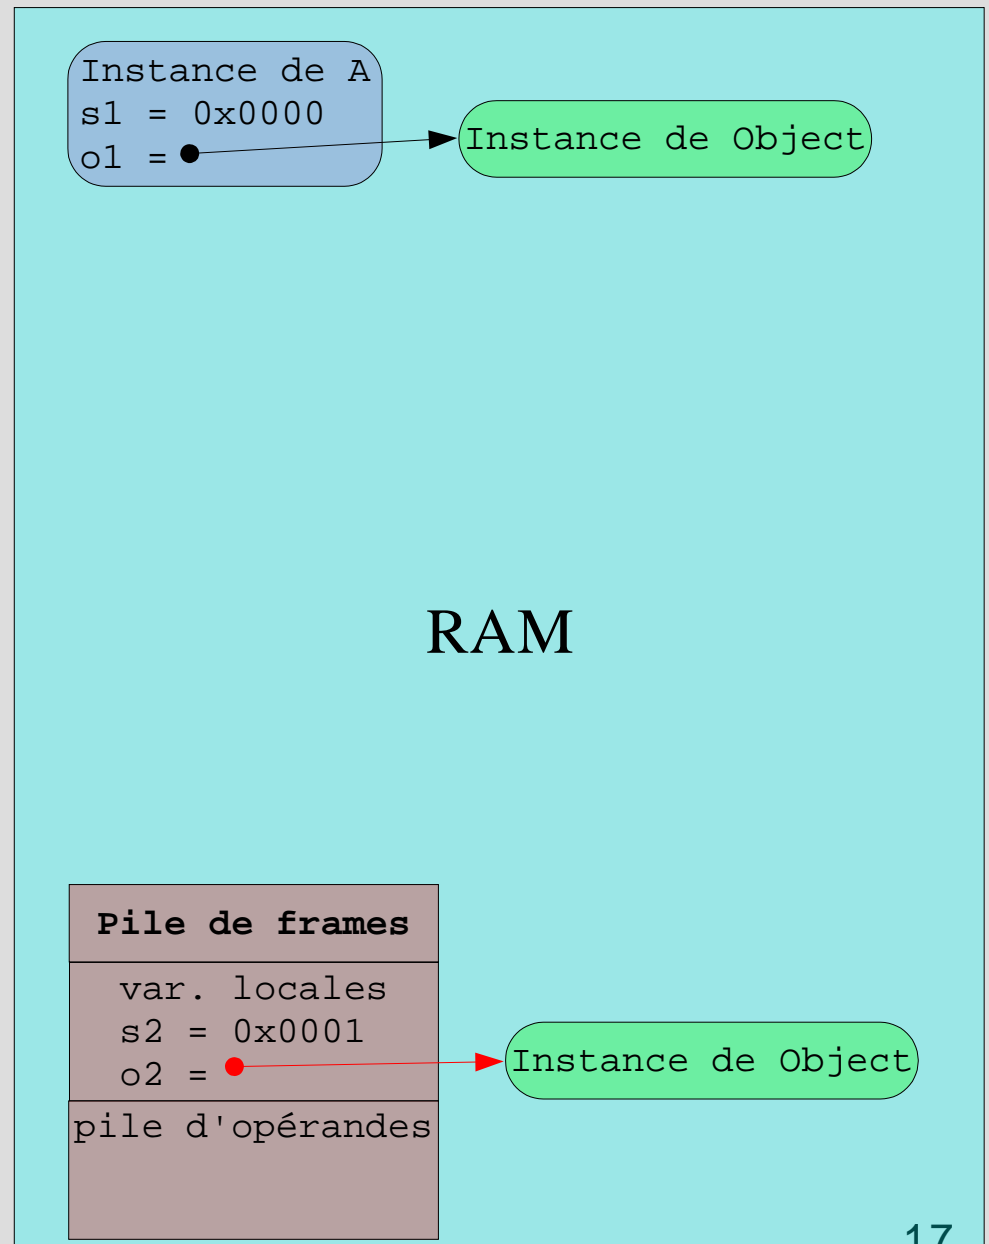 Instance de A
s1 = 0x0000
o1 =
Instance de Object
RAM
Pile de frames
var. locales
s2 = 0x0001
o2 =
Instance de Object
pile d'opérandes
17